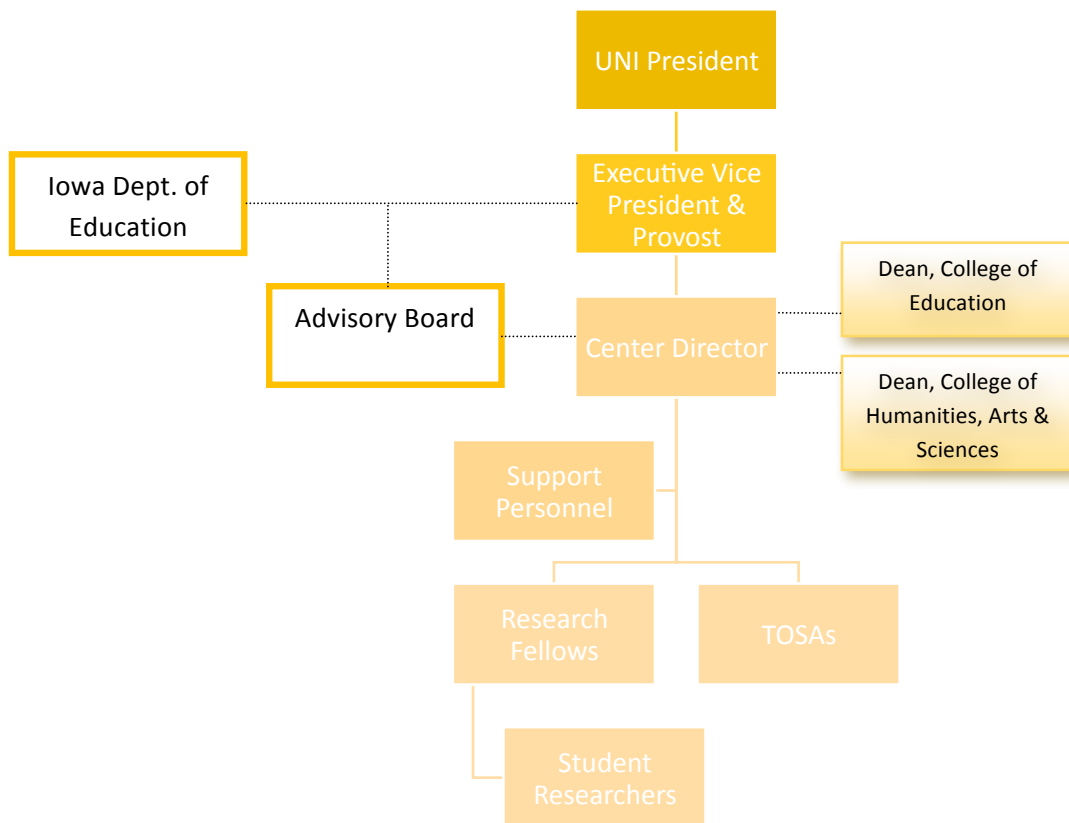 UNI President
Iowa Dept. of
Education
Executive Vice
President &
Provost
Dean, College of
Education
Advisory Board
Center Director
Dean, College of
Humanities, Arts &
Sciences
Support
Personnel
Research
Fellows
TOSAs
Student
Researchers